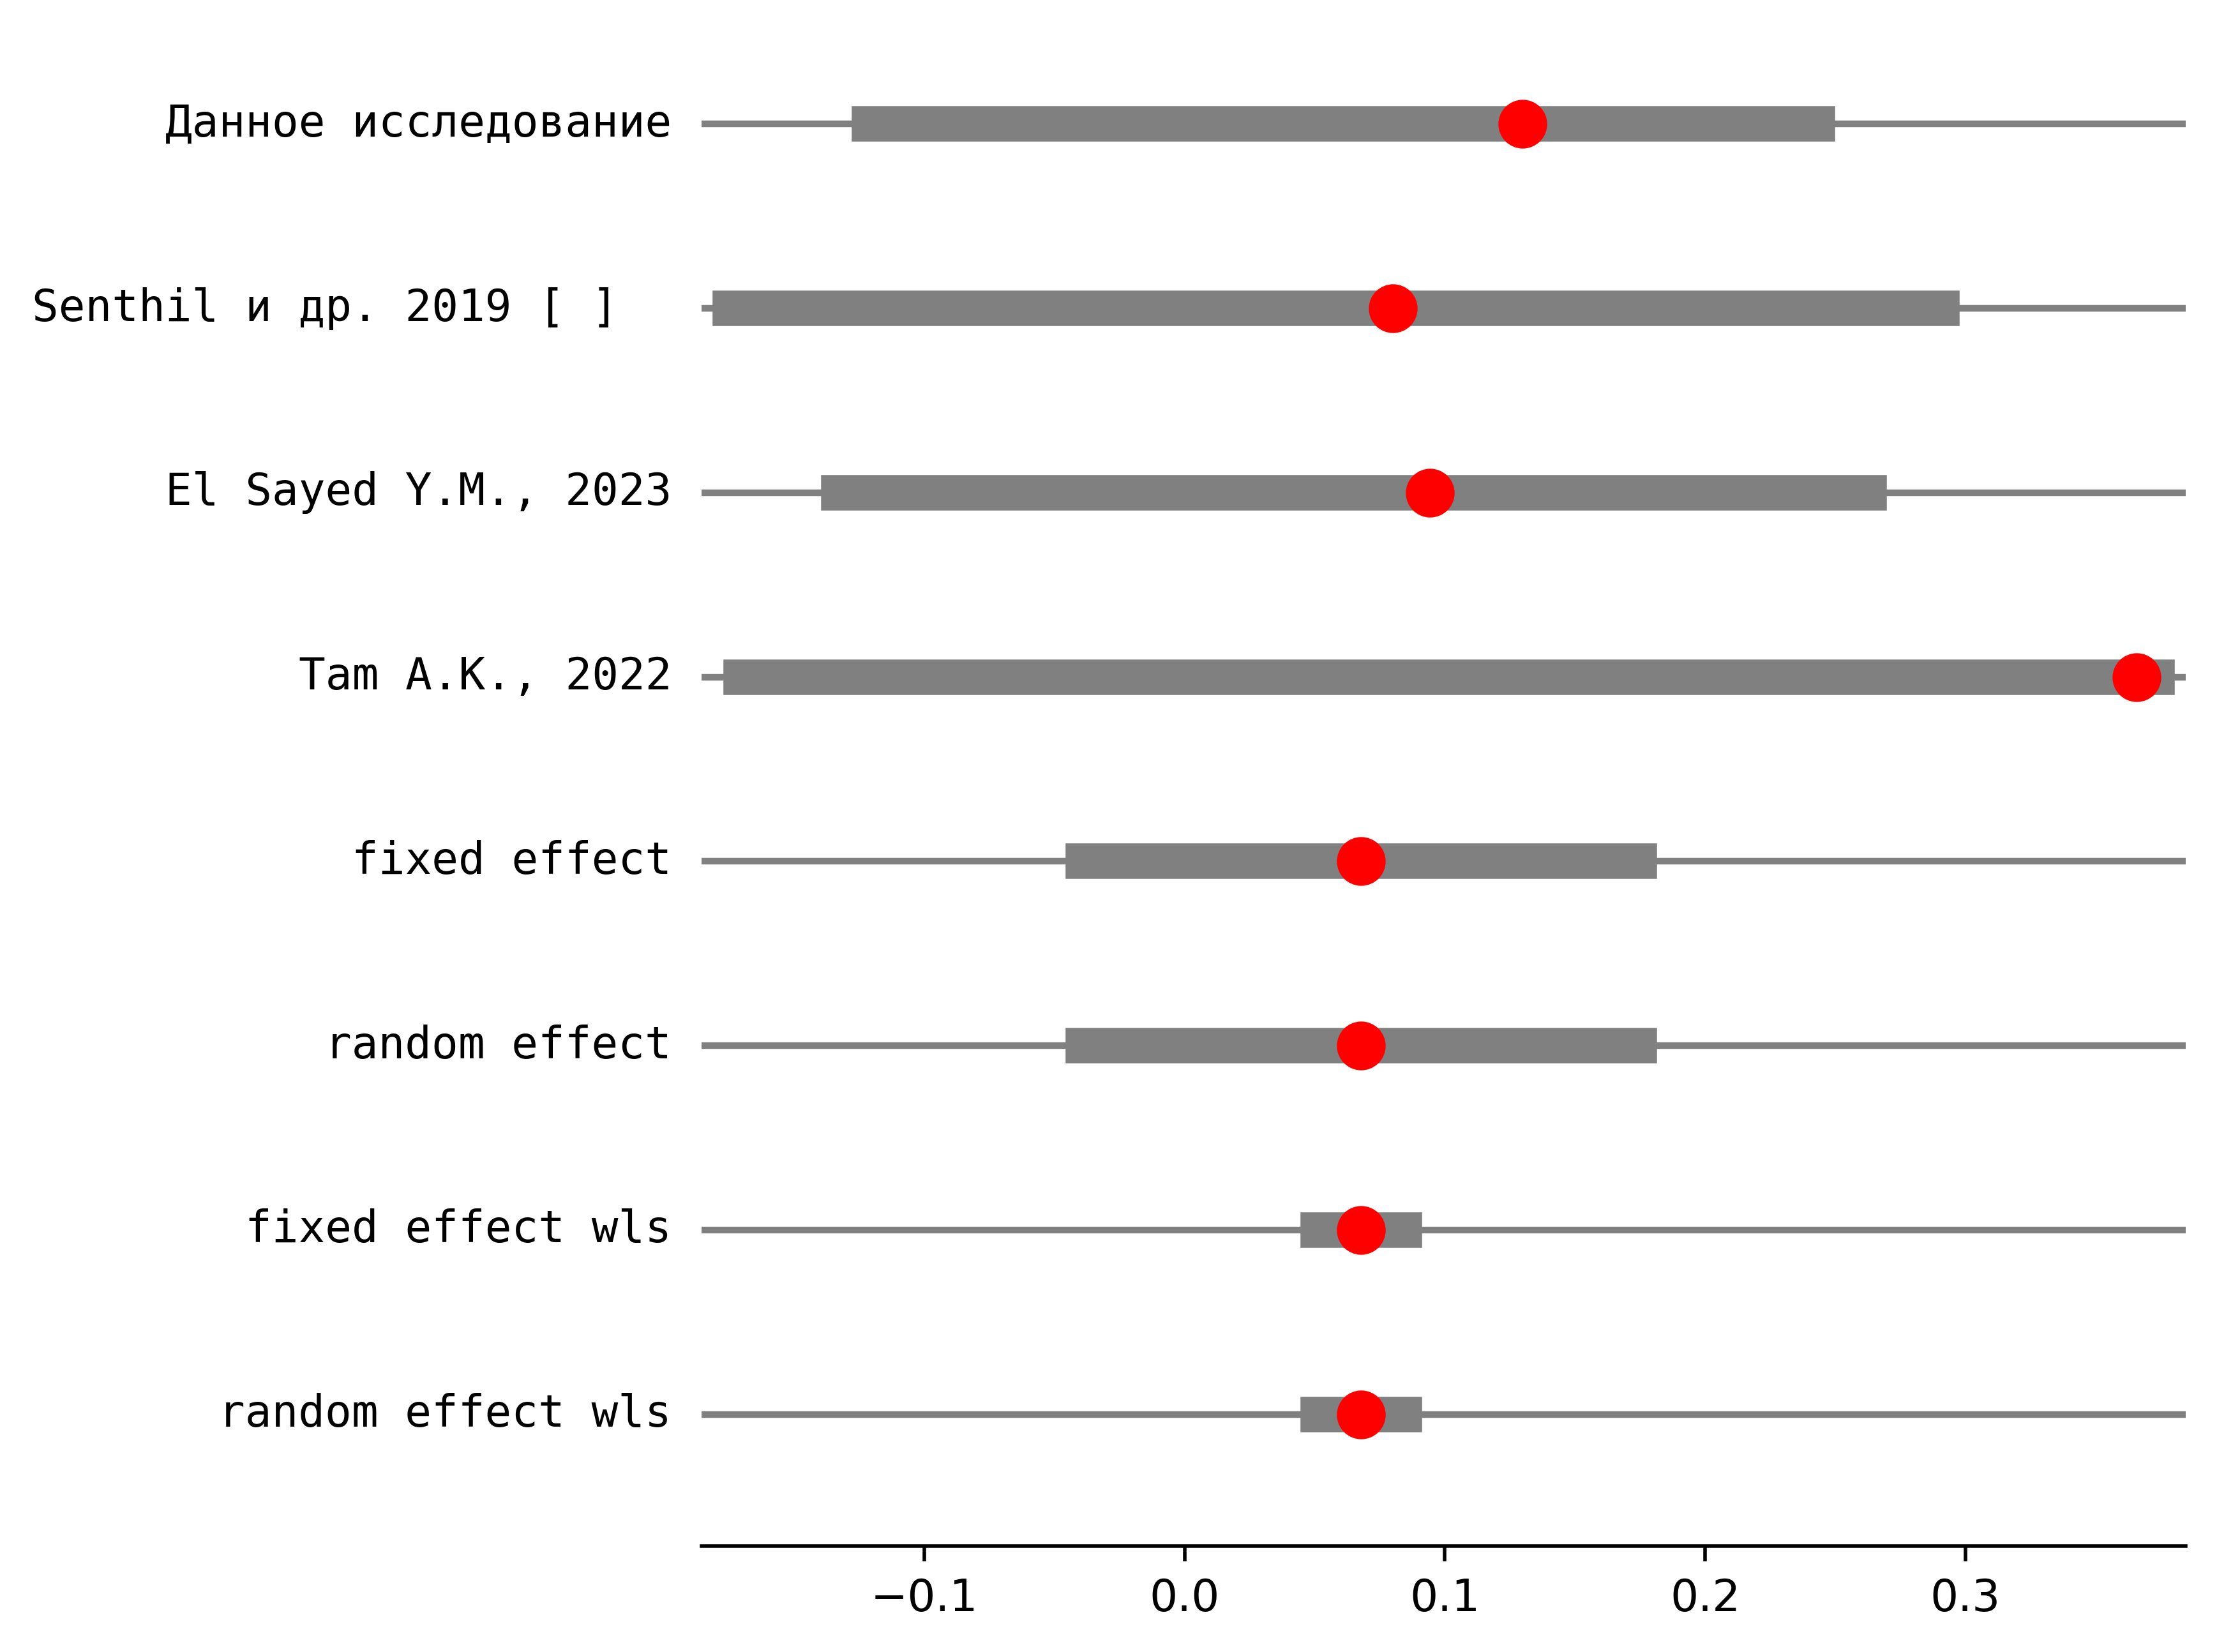 Данное исследование
Senthil и др. 2019 [ ]
El Sayed Y.M., 2023
Tam A.K., 2022
fixed effect
random effect
fixed effect wls
random effect wls
−0.1 0.0 0.1 0.2 0.3